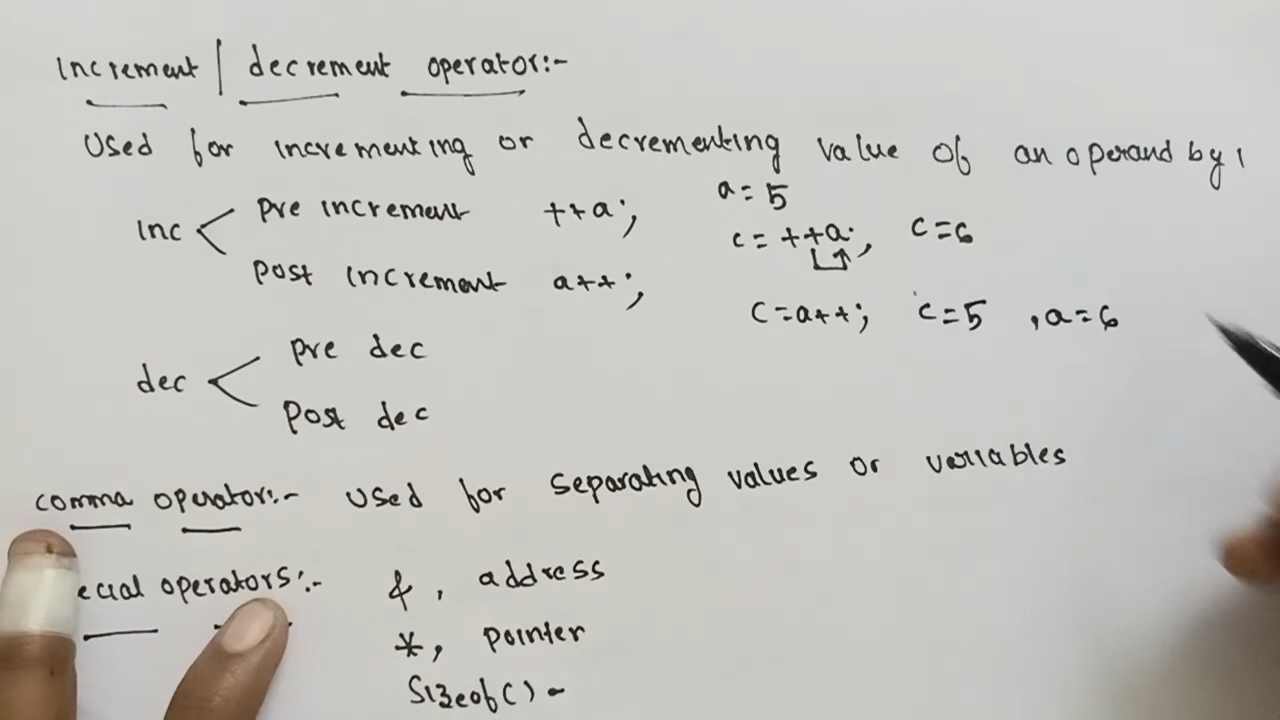 Increment | decrement operator:-
Used for incrementing or decrementing value of an operand by 1
a=5
Inc pre increment ++a; c=++a; c=6
post increment a++; c=a++; c=5 , a=6
dec pre dec
post dec
comma operator:- Used for separating values or variables
ecial operators:- & , address
*, pointer
Sizeof() -